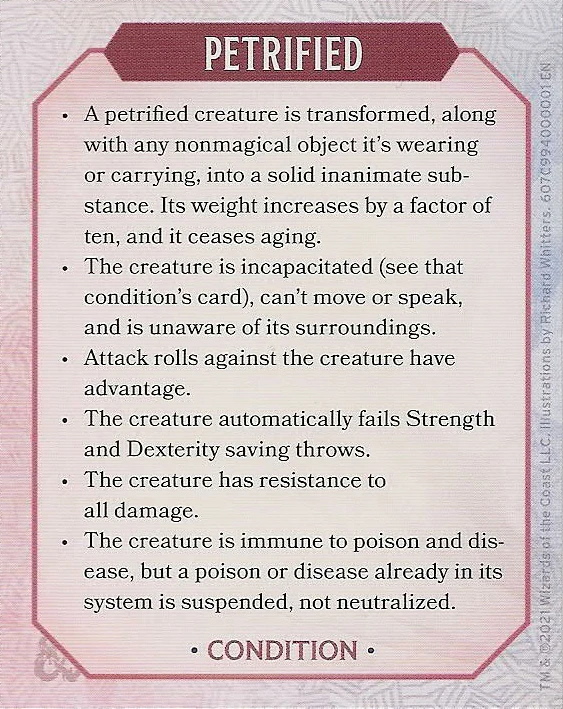 PETRIFIED
• A petrified creature is transformed, along
with any nonmagical object it's wearing
or carrying, into a solid inanimate sub-
stance. Its weight increases by a factor of
ten, and it ceases aging.
• The creature is incapacitated (see that
condition's card), can't move or speak,
and is unaware of its surroundings.
• Attack rolls against the creature have
advantage.
• The creature automatically fails Strength
and Dexterity saving throws.
• The creature has resistance to
all damage.
• The creature is immune to poison and dis-
ease, but a poison or disease already in its
system is suspended, not neutralized.
• CONDITION •
TM & ©2021 Wizards of the Coast LLC. Illustrations by Richard Whitters. 607C994000001 EN